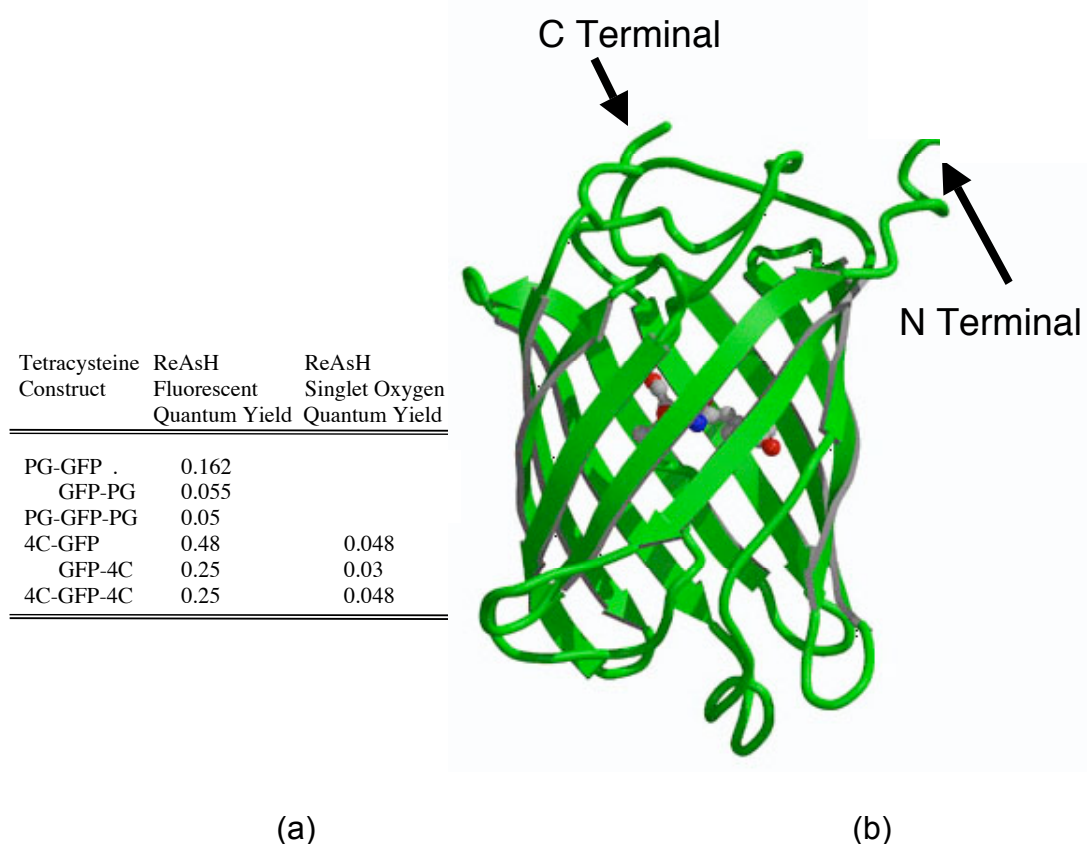 C Terminal
N Terminal
Tetracysteine ReAsH ReAsH
Construct Fluorescent Singlet Oxygen
Quantum Yield Quantum Yield
PG-GFP . 0.162
GFP-PG 0.055
PG-GFP-PG 0.05
4C-GFP 0.48 0.048
GFP-4C 0.25 0.03
4C-GFP-4C 0.25 0.048
(a) (b)